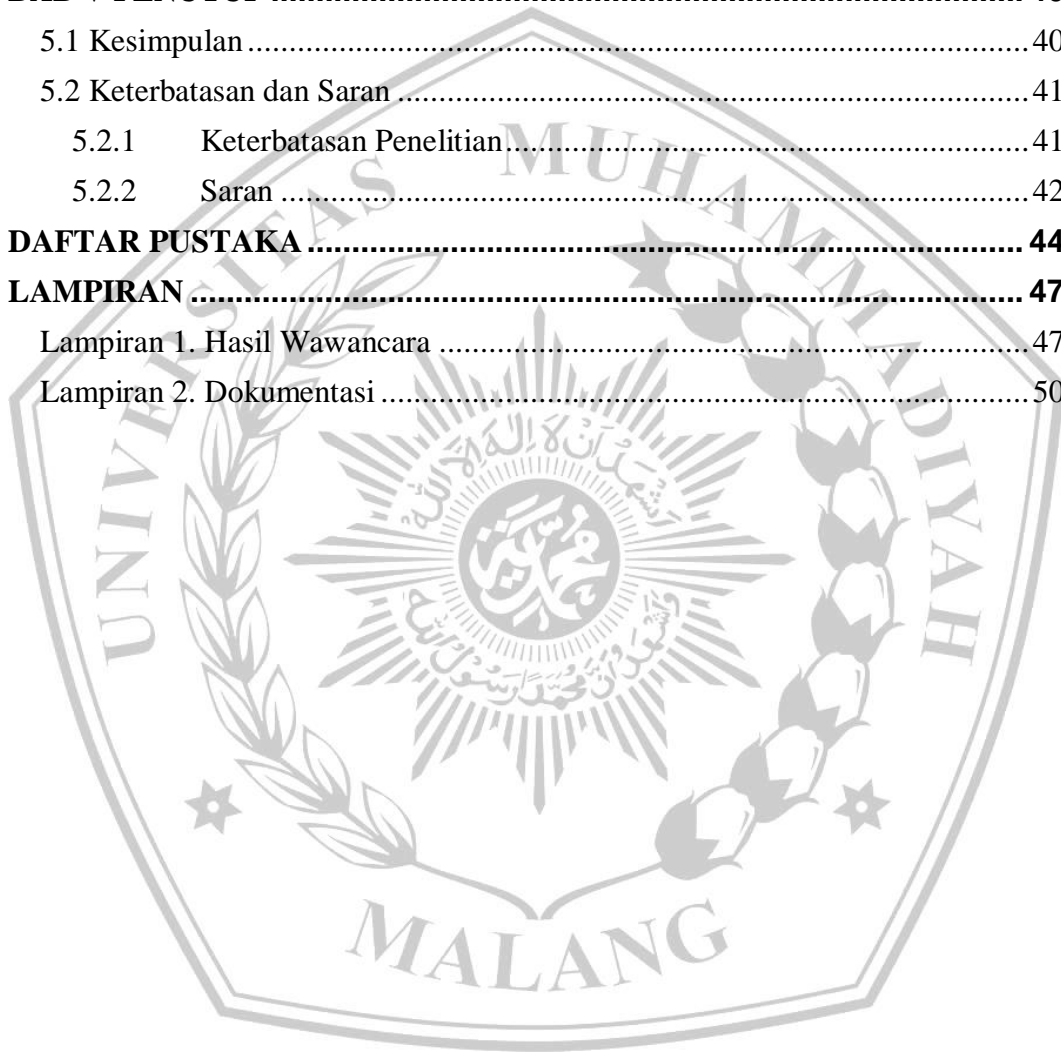 5.1 Kesimpulan ........ 40
5.2 Keterbatasan dan Saran ........ 41
5.2.1 Keterbatasan Penelitian ........ 41
5.2.2 Saran ........ 42
DAFTAR PUSTAKA ........ 44
LAMPIRAN ........ 47
Lampiran 1. Hasil Wawancara ........ 47
Lampiran 2. Dokumentasi ........ 50
UNIVERSITAS MUHAMMADIYAH
MALANG